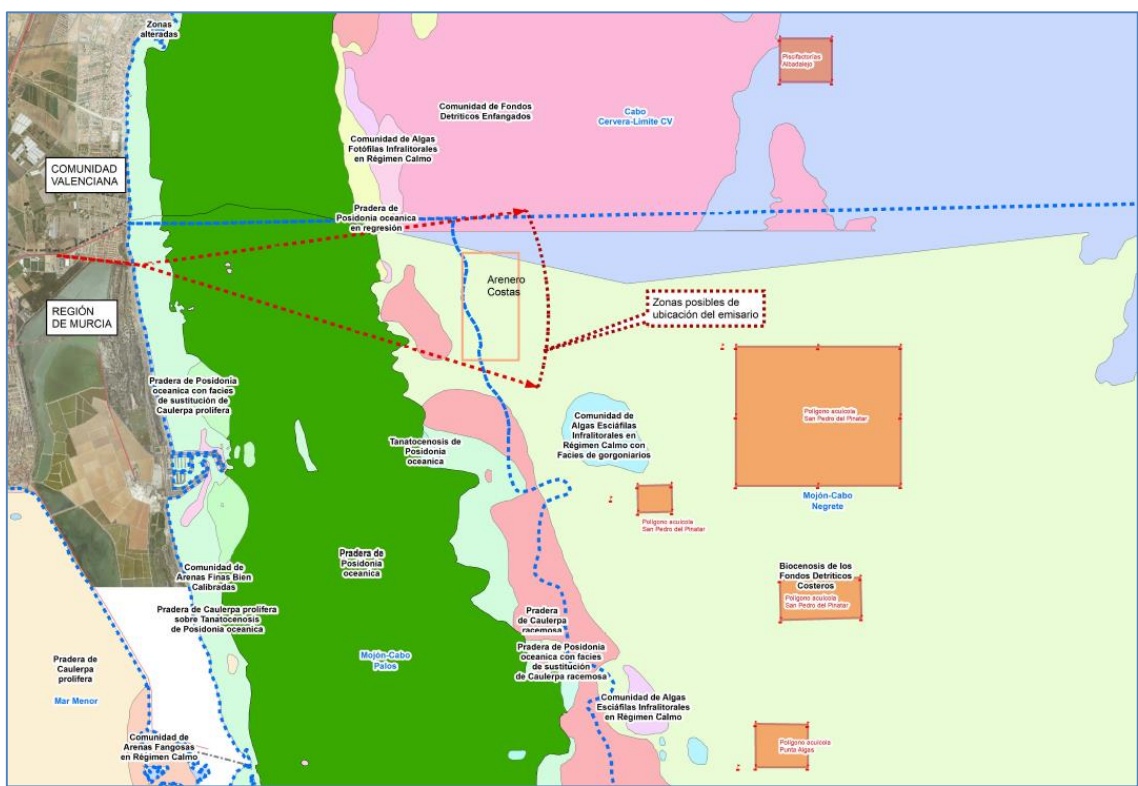 Zonas
alteradas
Piscifactorías
Albadalejo
Comunidad de Fondos
Detríticos Enfangados
Cabo
Cervera-Limite CV
Comunidad de Algas
Fotófilas Infralitorales
en Régimen Calmo
COMUNIDAD
VALENCIANA
Pradera de
Posidonia oceanica
en regresión
Arenero
Costas
Zonas posibles de
ubicación del emisario
REGIÓN
DE MURCIA
Pradera de Posidonia
oceanica con facies
de sustitución de
Caulerpa prolifera
Comunidad de
Algas Esciáfilas
Infralitorales en
Régimen Calmo con
Facies de gorgoniarios
Polígono acuícola
San Pedro del Pinatar
Tanatocenosis de
Posidonia
oceanica
Mojón-Cabo
Negrete
Polígono acuícola
San Pedro del Pinatar
Pradera de
Posidonia
oceanica
Comunidad de
Arenas Finas Bien
Calibradas
Biocenosis de los
Fondos Detríticos
Costeros
Polígono acuícola
San Pedro del Pinatar
Pradera de Caulerpa prolifera
sobre Tanatocenosis
de Posidonia oceanica
Pradera
de Caulerpa
racemosa
Pradera de Posidonia
oceanica con facies
de sustitución
de Caulerpa racemosa
Mojón-Cabo
Palos
Pradera de
Caulerpa
prolifera
Mar Menor
Comunidad de Algas
Esciáfilas Infralitorales
en Régimen Calmo
Comunidad de
Arenas Fangosas
en Régimen Calmo
Polígono acuícola
Punta Algas